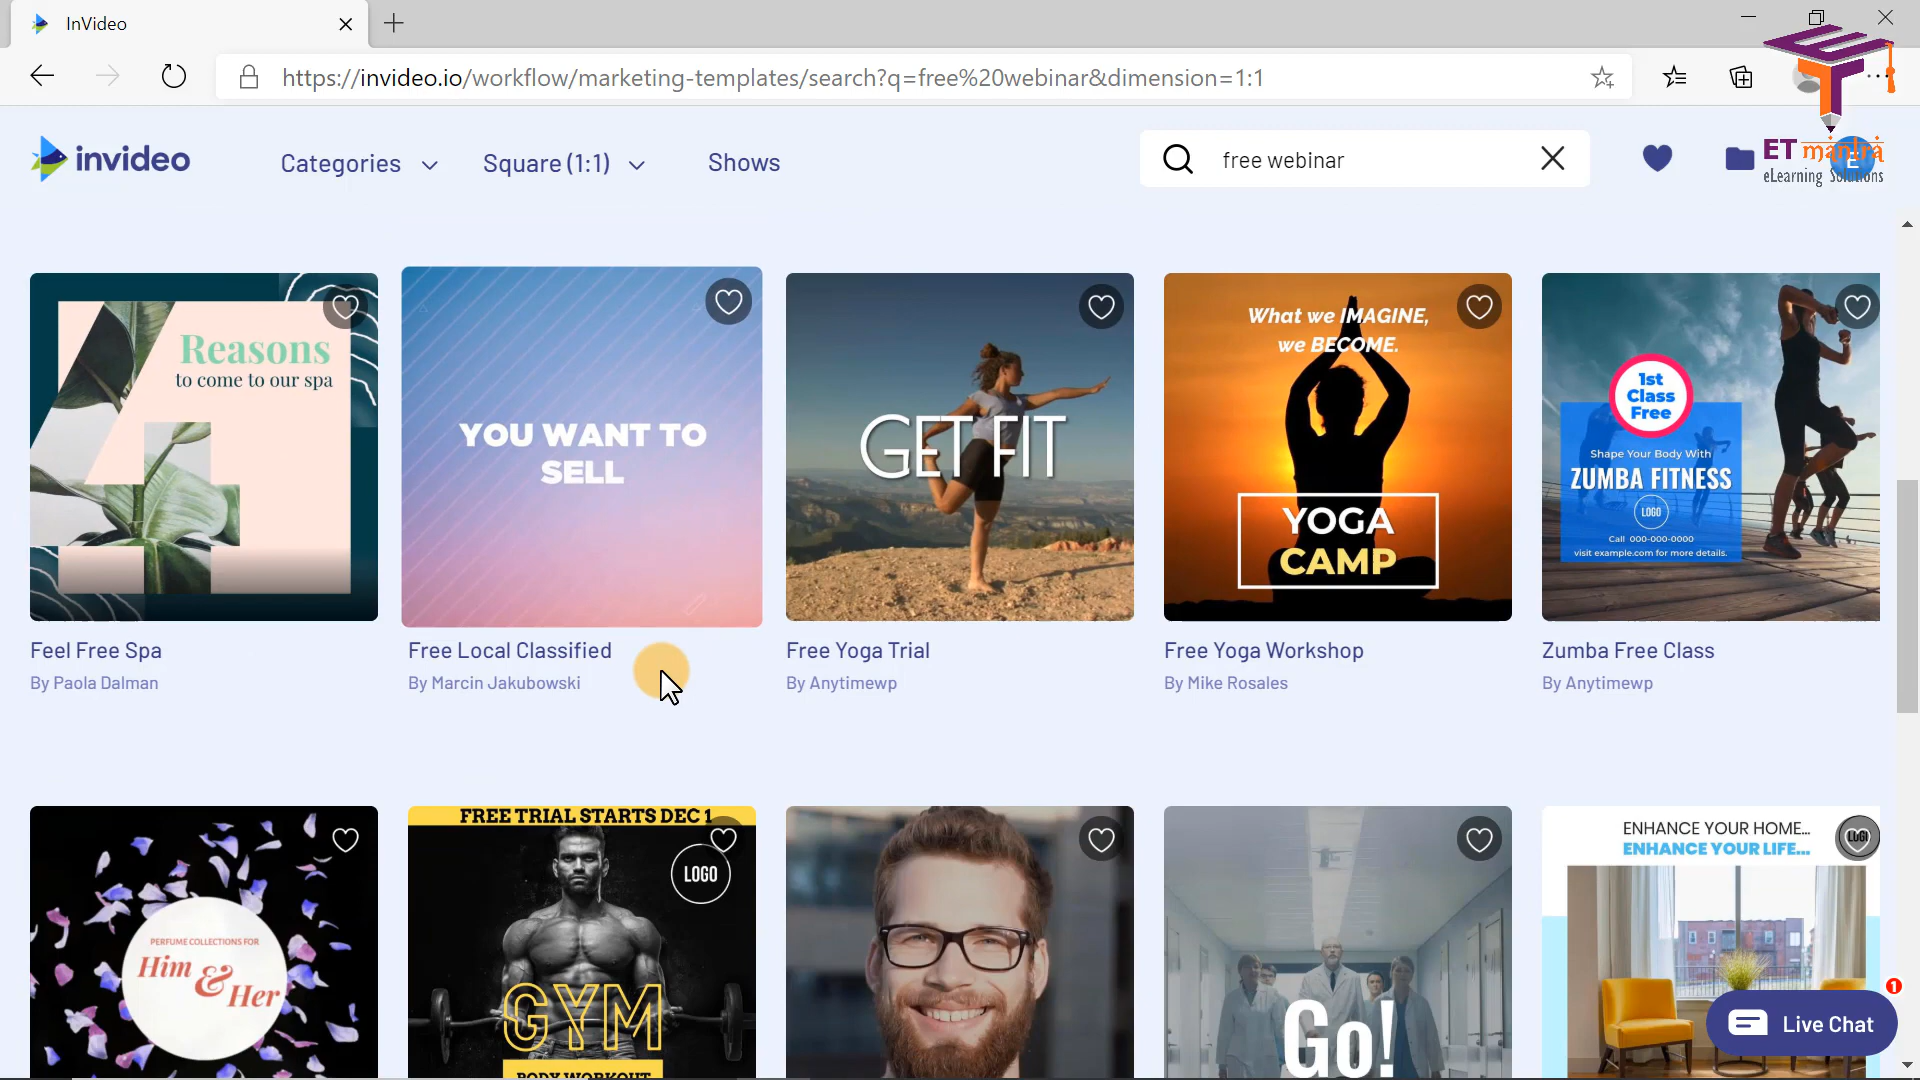 InVideo
https://invideo.io/workflow/marketing-templates/search?q=free%20webinar&dimension=1:1
invideo
Categories
Square (1:1)
Shows
free webinar
ET mantra
E
eLearning Solutions
Reasons
to come to our spa
YOU WANT TO
SELL
GET FIT
What we IMAGINE,
we BECOME.
YOGA
CAMP
1st
Class
Free
Shape Your Body With
ZUMBA FITNESS
LOGO
Call 000-000-0000
visit example.com for more details.
Feel Free Spa
Free Local Classified
Free Yoga Trial
Free Yoga Workshop
Zumba Free Class
By Paola Dalman
By Marcin Jakubowski
By Anytimewp
By Mike Rosales
By Anytimewp
PERFUME COLLECTIONS FOR
Him & Her
FREE TRIAL STARTS DEC 1
LOGO
GYM
BODY WORKOUT
Go!
ENHANCE YOUR HOME...
ENHANCE YOUR LIFE...
1
Live Chat